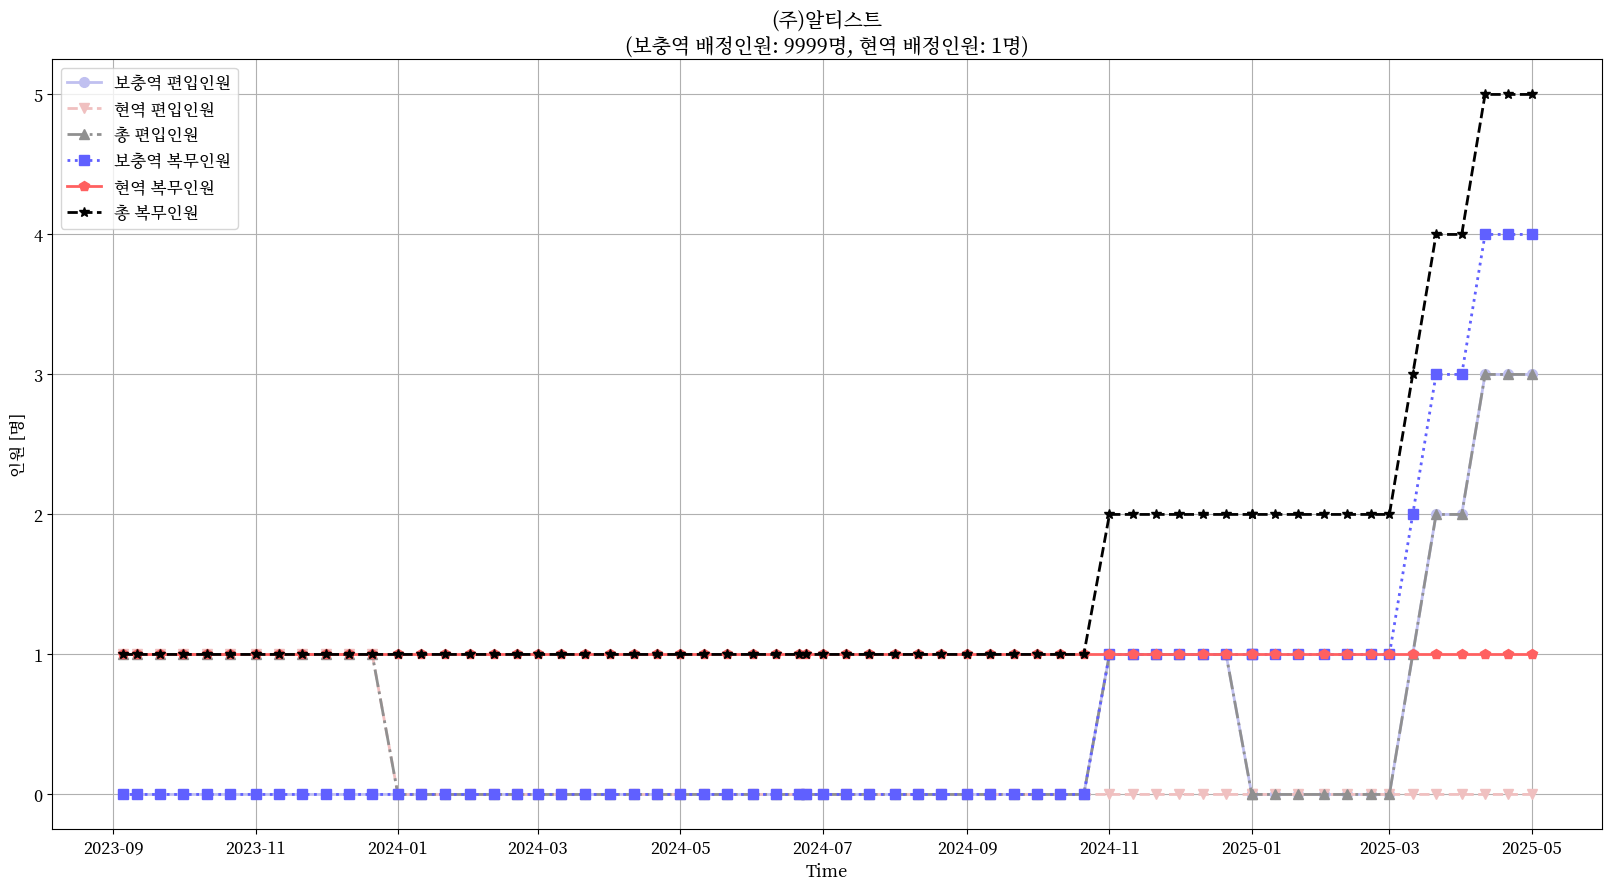 (주)알티스트
(보충역 배정인원: 9999명, 현역 배정인원: 1명)
보충역 편입인원
현역 편입인원
총 편입인원
보충역 복무인원
현역 복무인원
총 복무인원
인원 [명]
5
4
3
2
1
0
2023-09
2023-11
2024-01
2024-03
2024-05
2024-07
2024-09
2024-11
2025-01
2025-03
2025-05
Time